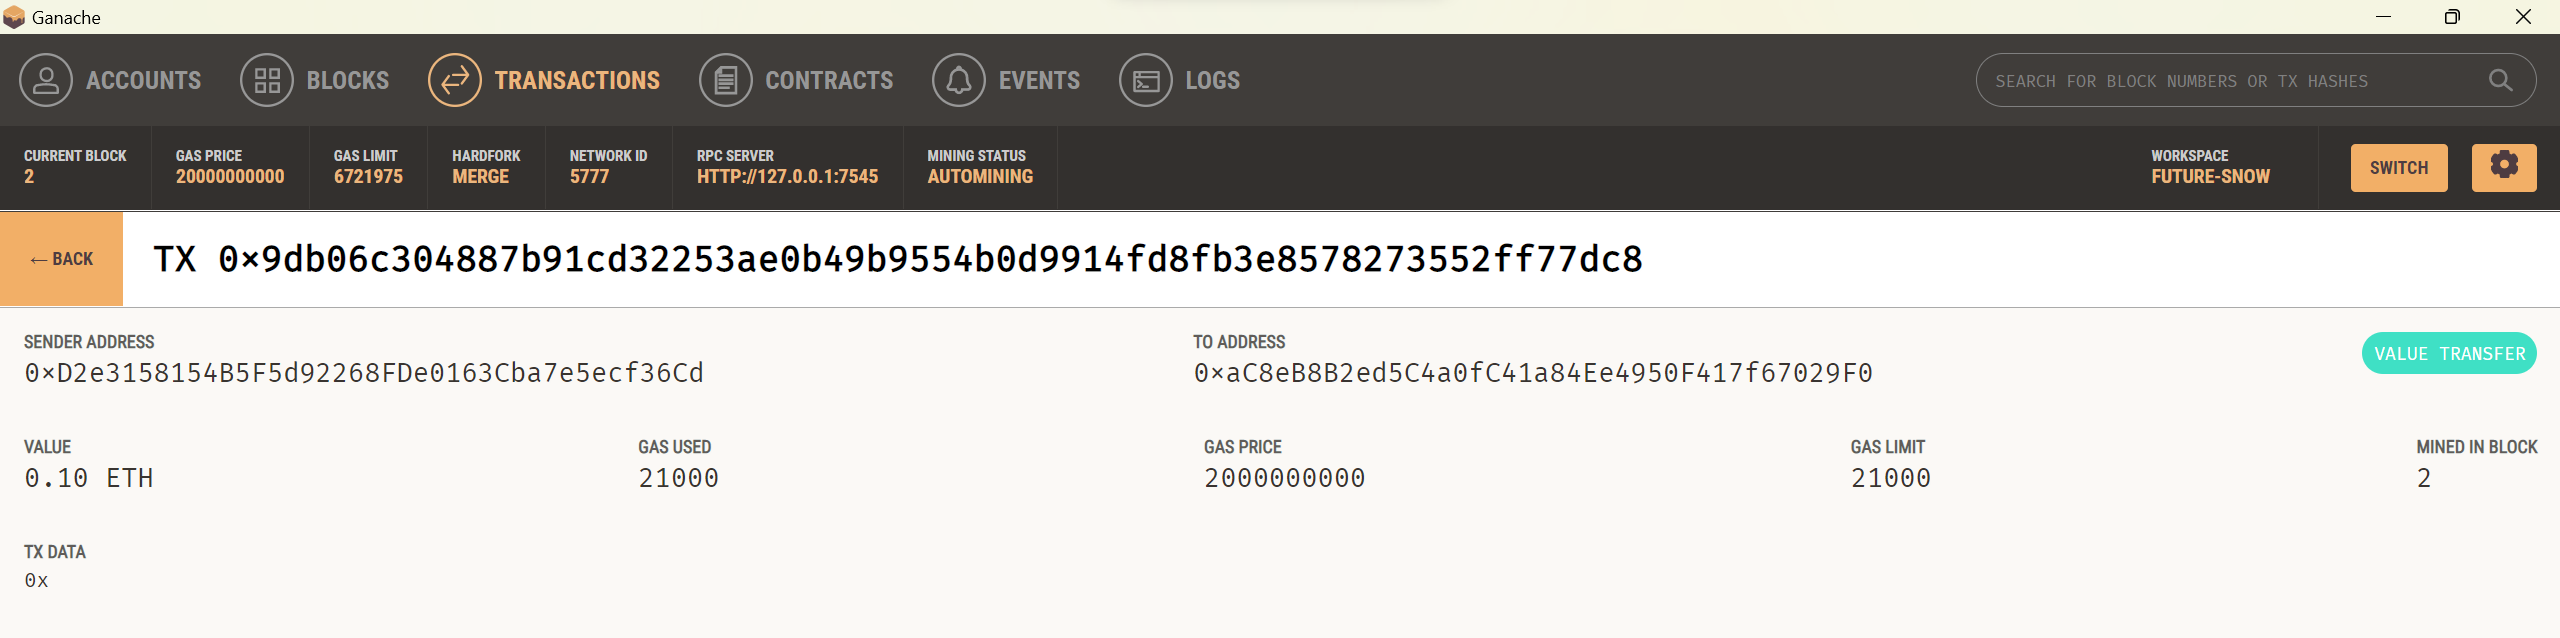 Ganache
ACCOUNTS BLOCKS TRANSACTIONS CONTRACTS EVENTS LOGS SEARCH FOR BLOCK NUMBERS OR TX HASHES
CURRENT BLOCK GAS PRICE GAS LIMIT HARDFORK NETWORK ID RPC SERVER MINING STATUS WORKSPACE
2 20000000000 6721975 MERGE 5777 HTTP://127.0.0.1:7545 AUTOMINING FUTURE-SNOW SWITCH
← BACK TX 0×9db06c304887b91cd32253ae0b49b9554b0d9914fd8fb3e8578273552ff77dc8
SENDER ADDRESS TO ADDRESS
0×D2e3158154B5F5d92268FDe0163Cba7e5ecf36Cd 0×aC8eB8B2ed5C4a0fC41a84Ee4950F417f67029F0 VALUE TRANSFER
VALUE GAS USED GAS PRICE GAS LIMIT MINED IN BLOCK
0.10 ETH 21000 2000000000 21000 2
TX DATA
0x